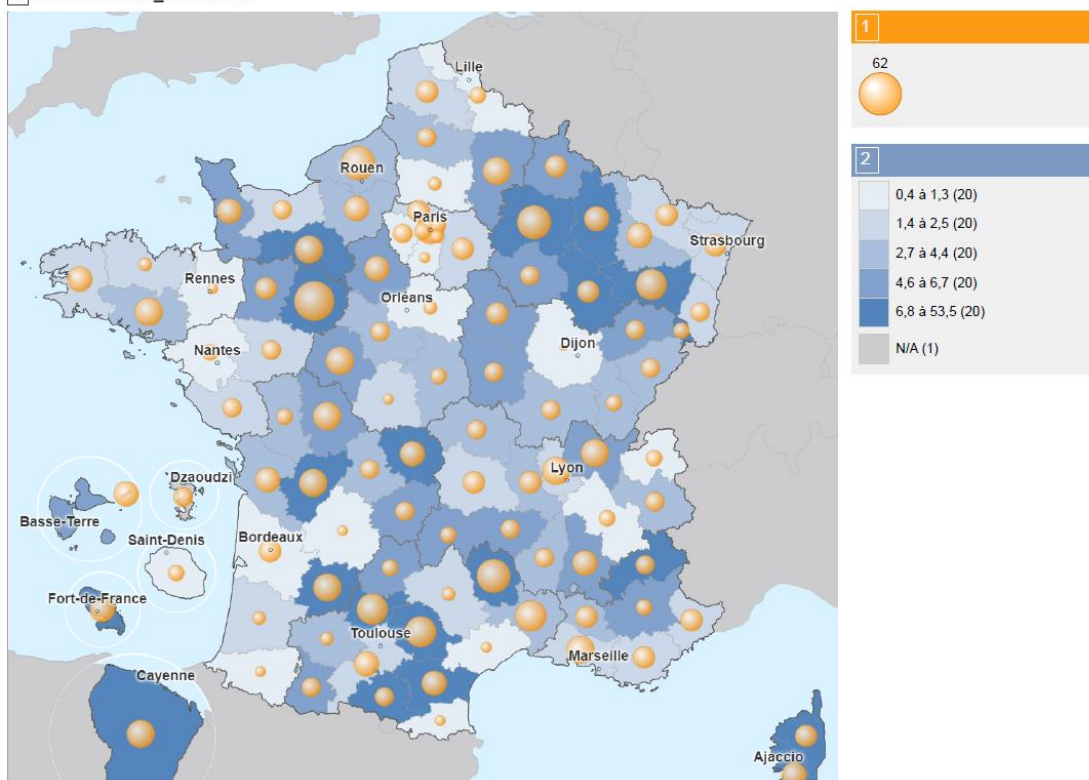 Lille
Rouen
Paris
Strasbourg
Rennes
Orléans
Nantes
Dijon
Lyon
Dzaoudzi
Basse-Terre
Saint-Denis
Bordeaux
Fort-de-France
Toulouse
Marseille
Cayenne
Ajaccio
1
62
2
0,4 à 1,3 (20)
1,4 à 2,5 (20)
2,7 à 4,4 (20)
4,6 à 6,7 (20)
6,8 à 53,5 (20)
N/A (1)